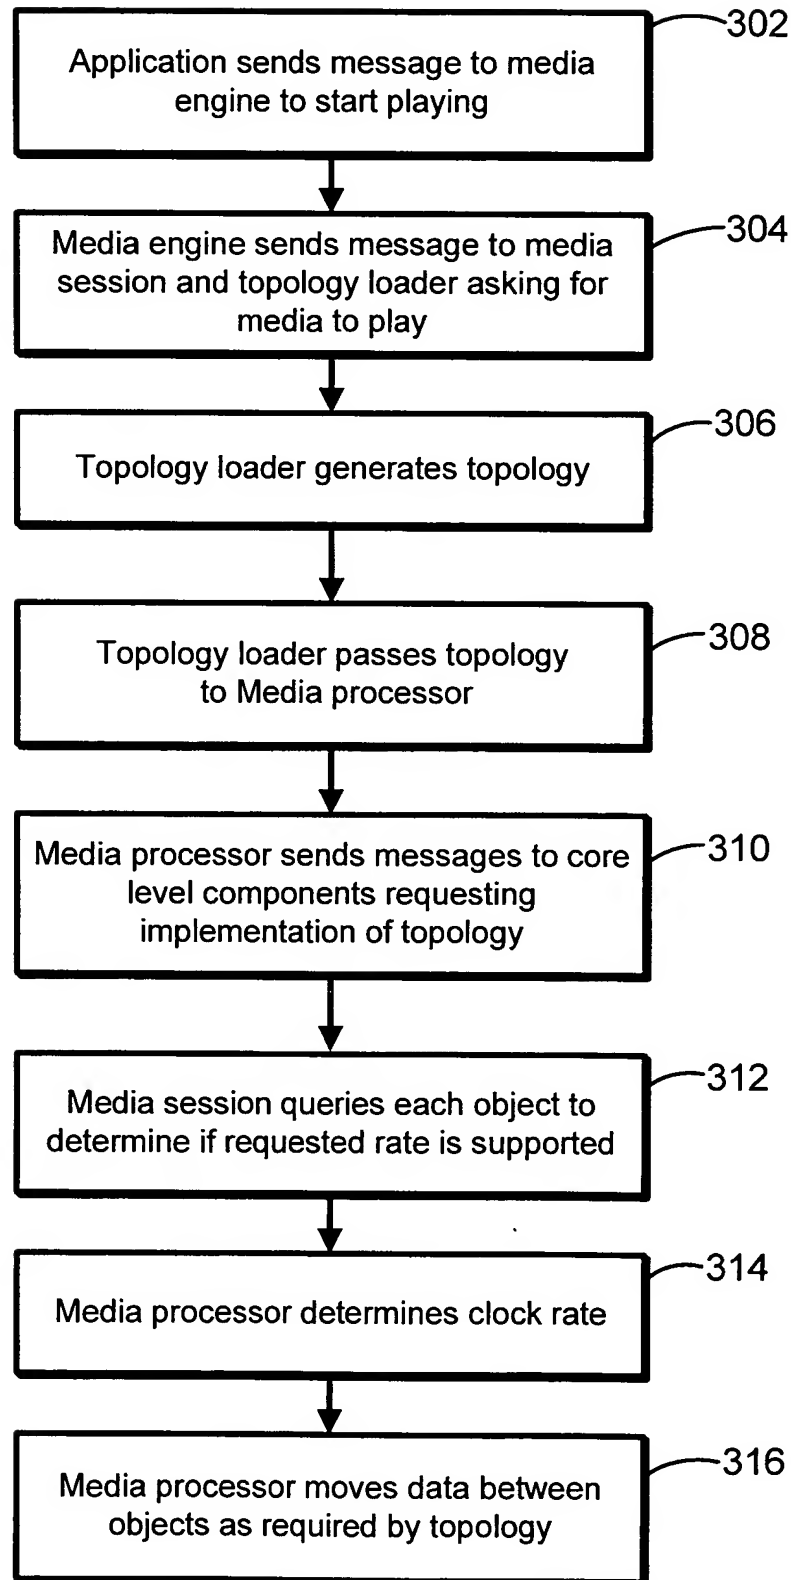 302
Application sends message to media
engine to start playing
304
Media engine sends message to media
session and topology loader asking for
media to play
306
Topology loader generates topology
308
Topology loader passes topology
to Media processor
310
Media processor sends messages to core
level components requesting
implementation of topology
312
Media session queries each object to
determine if requested rate is supported
314
Media processor determines clock rate
316
Media processor moves data between
objects as required by topology